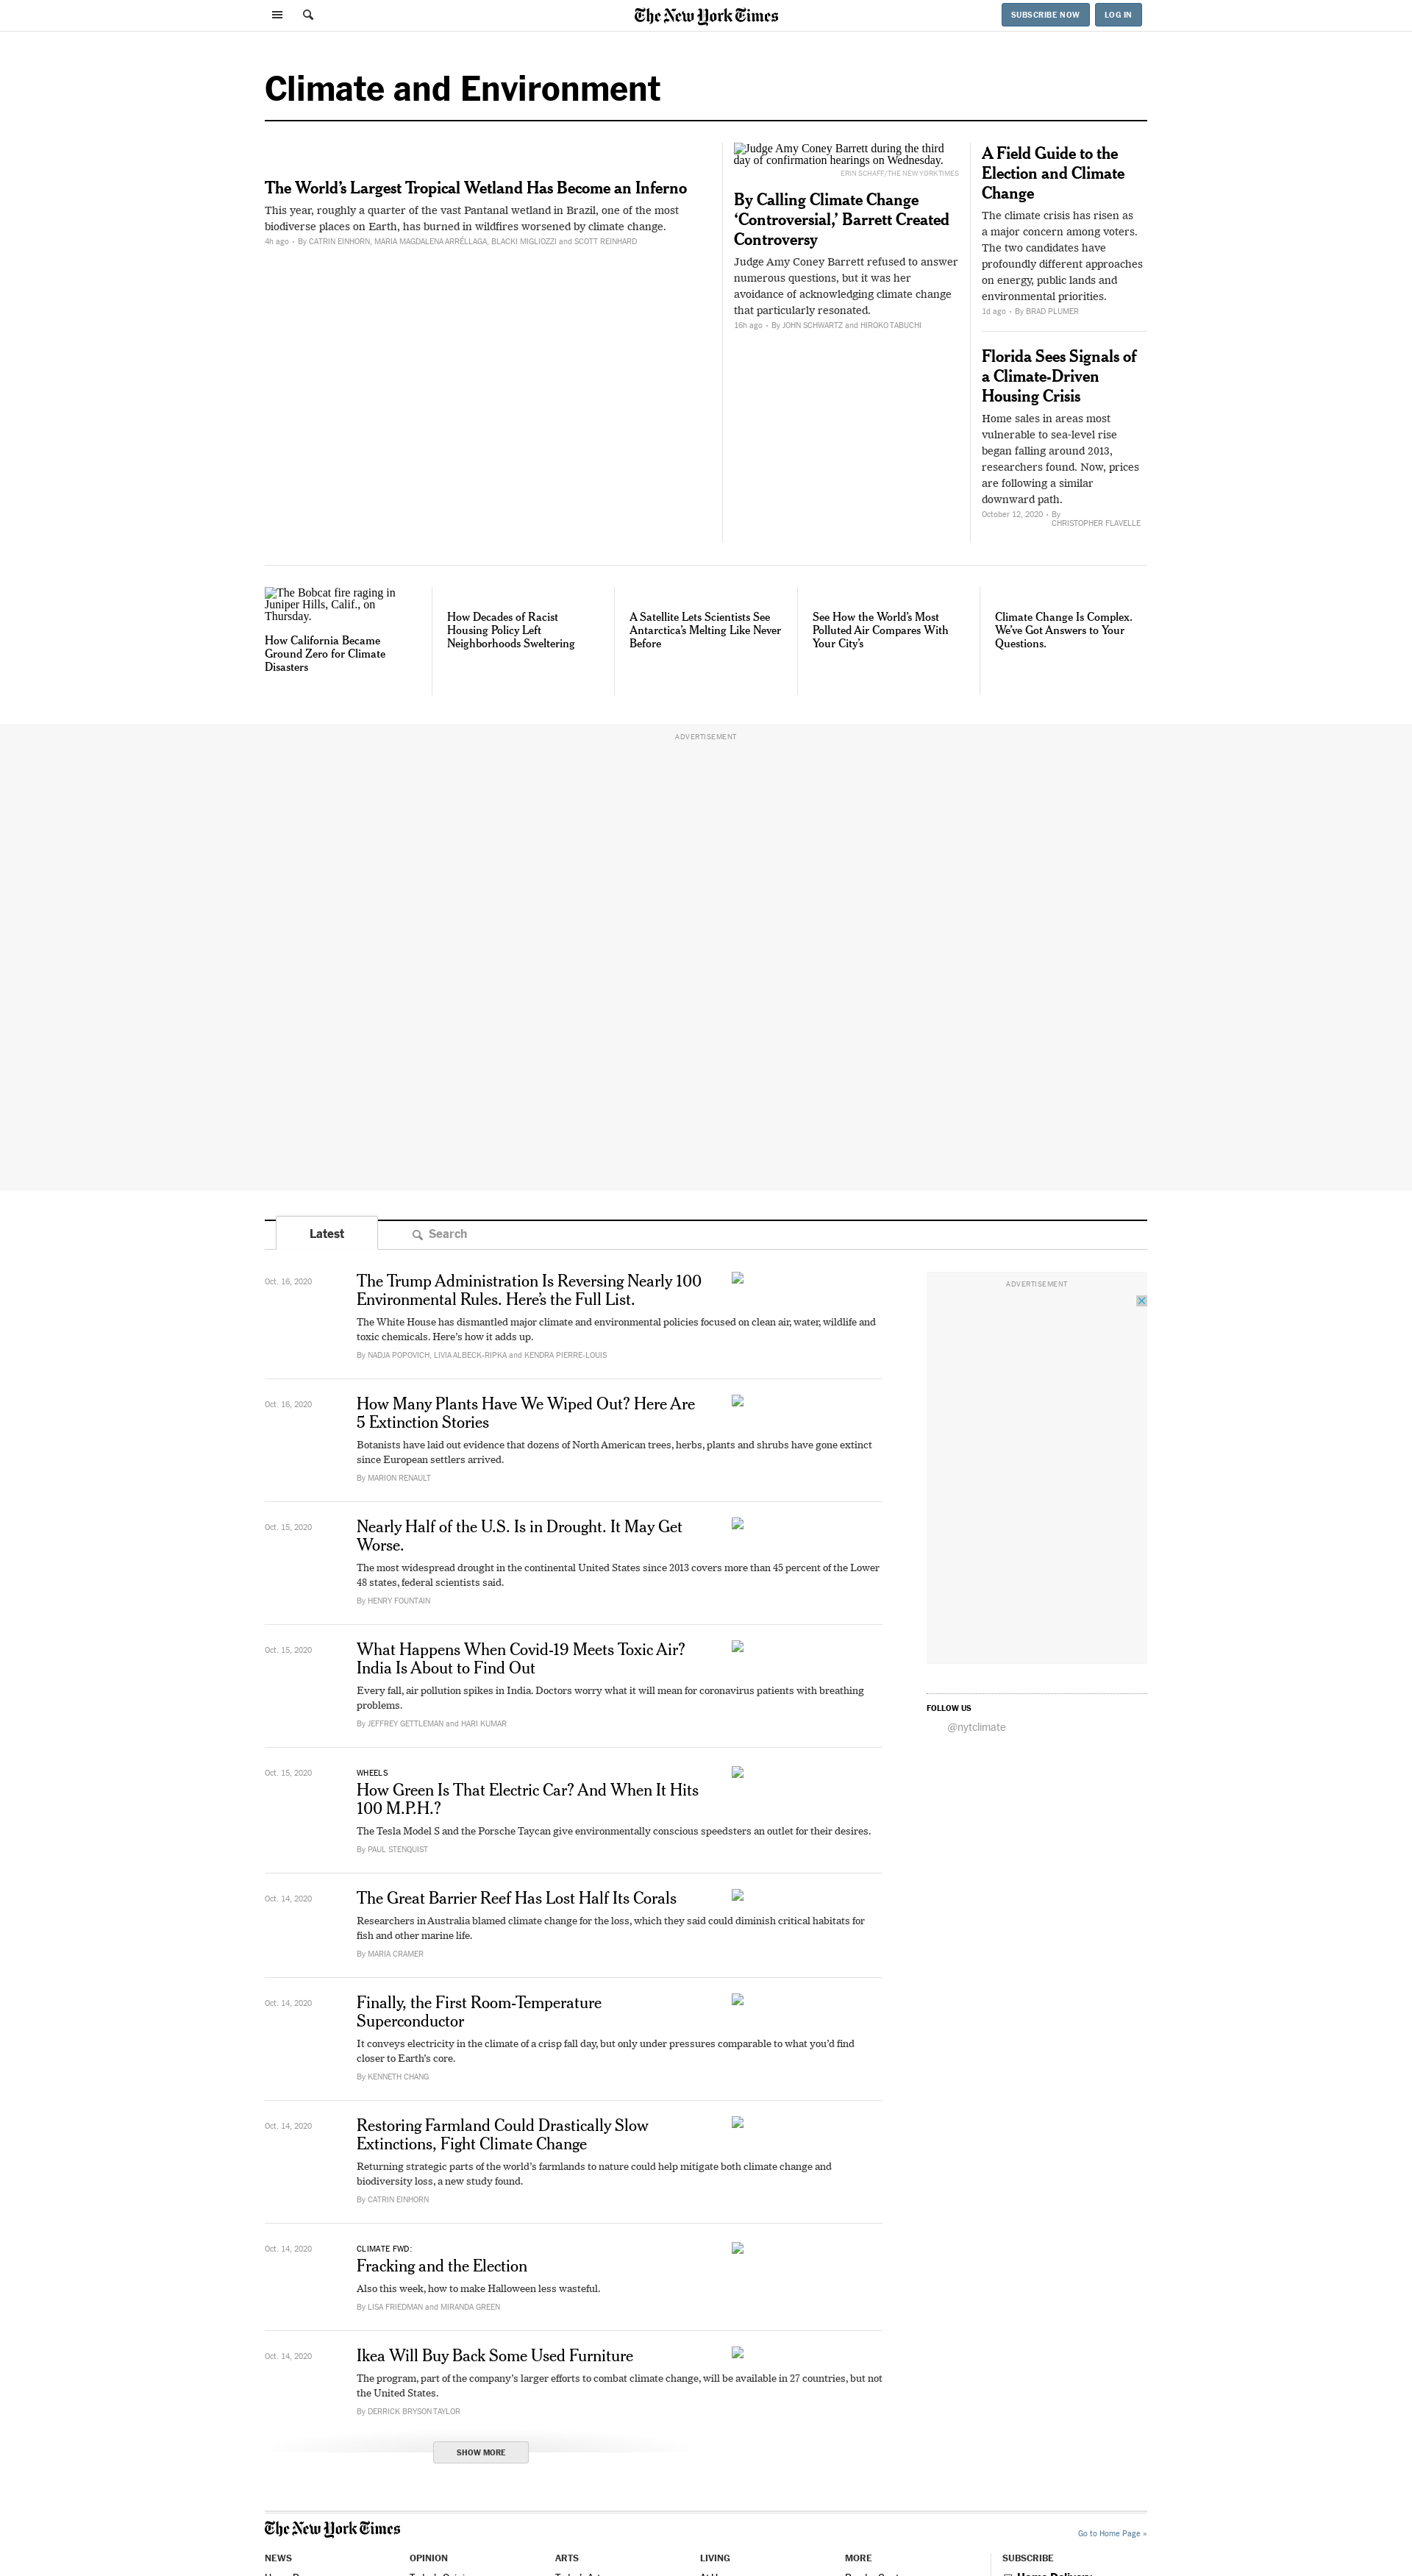 The New York Times
SUBSCRIBE NOW
LOG IN
Climate and Environment
The World’s Largest Tropical Wetland Has Become an Inferno
This year, roughly a quarter of the vast Pantanal wetland in Brazil, one of the most
biodiverse places on Earth, has burned in wildfires worsened by climate change.
4h ago • By CATRIN EINHORN, MARIA MAGDALENA ARRÉLLAGA, BLACKI MIGLIOZZI and SCOTT REINHARD
Judge Amy Coney Barrett during the third
day of confirmation hearings on Wednesday.
ERIN SCHAFF/THE NEW YORK TIMES
By Calling Climate Change
‘Controversial,’ Barrett Created
Controversy
Judge Amy Coney Barrett refused to answer
numerous questions, but it was her
avoidance of acknowledging climate change
that particularly resonated.
16h ago • By JOHN SCHWARTZ and HIROKO TABUCHI
A Field Guide to the
Election and Climate
Change
The climate crisis has risen as
a major concern among voters.
The two candidates have
profoundly different approaches
on energy, public lands and
environmental priorities.
1d ago • By BRAD PLUMER
Florida Sees Signals of
a Climate-Driven
Housing Crisis
Home sales in areas most
vulnerable to sea-level rise
began falling around 2013,
researchers found. Now, prices
are following a similar
downward path.
October 12, 2020 • By
CHRISTOPHER FLAVELLE
The Bobcat fire raging in
Juniper Hills, Calif., on
Thursday.
How California Became
Ground Zero for Climate
Disasters
How Decades of Racist
Housing Policy Left
Neighborhoods Sweltering
A Satellite Lets Scientists See
Antarctica’s Melting Like Never
Before
See How the World’s Most
Polluted Air Compares With
Your City’s
Climate Change Is Complex.
We’ve Got Answers to Your
Questions.
ADVERTISEMENT
Latest
Search
Oct. 16, 2020
The Trump Administration Is Reversing Nearly 100
Environmental Rules. Here’s the Full List.
The White House has dismantled major climate and environmental policies focused on clean air, water, wildlife and
toxic chemicals. Here’s how it adds up.
By NADJA POPOVICH, LIVIA ALBECK-RIPKA and KENDRA PIERRE-LOUIS
ADVERTISEMENT
Oct. 16, 2020
How Many Plants Have We Wiped Out? Here Are
5 Extinction Stories
Botanists have laid out evidence that dozens of North American trees, herbs, plants and shrubs have gone extinct
since European settlers arrived.
By MARION RENAULT
Oct. 15, 2020
Nearly Half of the U.S. Is in Drought. It May Get
Worse.
The most widespread drought in the continental United States since 2013 covers more than 45 percent of the Lower
48 states, federal scientists said.
By HENRY FOUNTAIN
Oct. 15, 2020
What Happens When Covid-19 Meets Toxic Air?
India Is About to Find Out
Every fall, air pollution spikes in India. Doctors worry what it will mean for coronavirus patients with breathing
problems.
By JEFFREY GETTLEMAN and HARI KUMAR
FOLLOW US
@nytclimate
Oct. 15, 2020
WHEELS
How Green Is That Electric Car? And When It Hits
100 M.P.H.?
The Tesla Model S and the Porsche Taycan give environmentally conscious speedsters an outlet for their desires.
By PAUL STENQUIST
Oct. 14, 2020
The Great Barrier Reef Has Lost Half Its Corals
Researchers in Australia blamed climate change for the loss, which they said could diminish critical habitats for
fish and other marine life.
By MARIA CRAMER
Oct. 14, 2020
Finally, the First Room-Temperature
Superconductor
It conveys electricity in the climate of a crisp fall day, but only under pressures comparable to what you’d find
closer to Earth’s core.
By KENNETH CHANG
Oct. 14, 2020
Restoring Farmland Could Drastically Slow
Extinctions, Fight Climate Change
Returning strategic parts of the world’s farmlands to nature could help mitigate both climate change and
biodiversity loss, a new study found.
By CATRIN EINHORN
Oct. 14, 2020
CLIMATE FWD:
Fracking and the Election
Also this week, how to make Halloween less wasteful.
By LISA FRIEDMAN and MIRANDA GREEN
Oct. 14, 2020
Ikea Will Buy Back Some Used Furniture
The program, part of the company’s larger efforts to combat climate change, will be available in 27 countries, but not
the United States.
By DERRICK BRYSON TAYLOR
SHOW MORE
The New York Times
Go to Home Page »
NEWS
OPINION
ARTS
LIVING
MORE
SUBSCRIBE